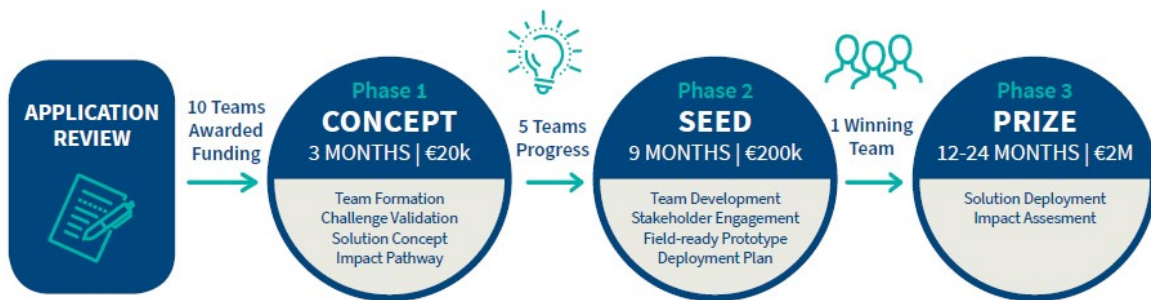 APPLICATION
REVIEW
10 Teams
Awarded
Funding
Phase 1
CONCEPT
3 MONTHS | €20k
Team Formation
Challenge Validation
Solution Concept
Impact Pathway
5 Teams
Progress
Phase 2
SEED
9 MONTHS | €200k
Team Development
Stakeholder Engagement
Field-ready Prototype
Deployment Plan
1 Winning
Team
Phase 3
PRIZE
12-24 MONTHS | €2M
Solution Deployment
Impact Assesment